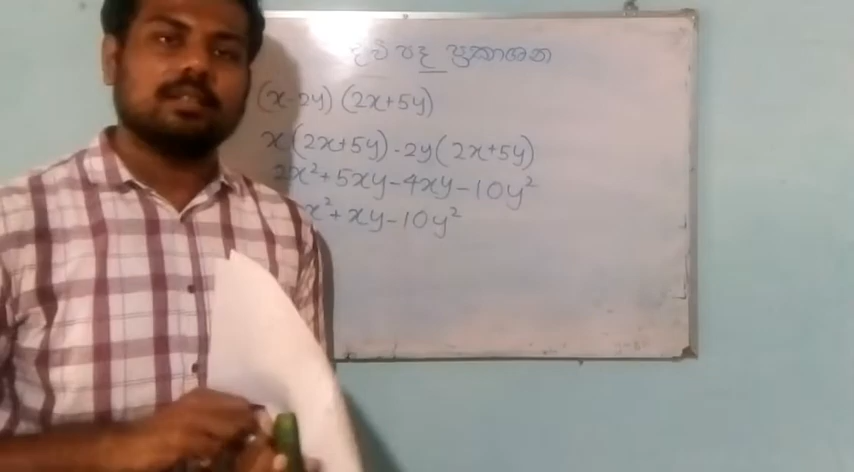 ද්වී පද ප්‍රකාශන
(x-2y) (2x+5y)
x(2x+5y)-2y(2x+5y)
2x²+5xy-4xy-10y²
x²+xy-10y²